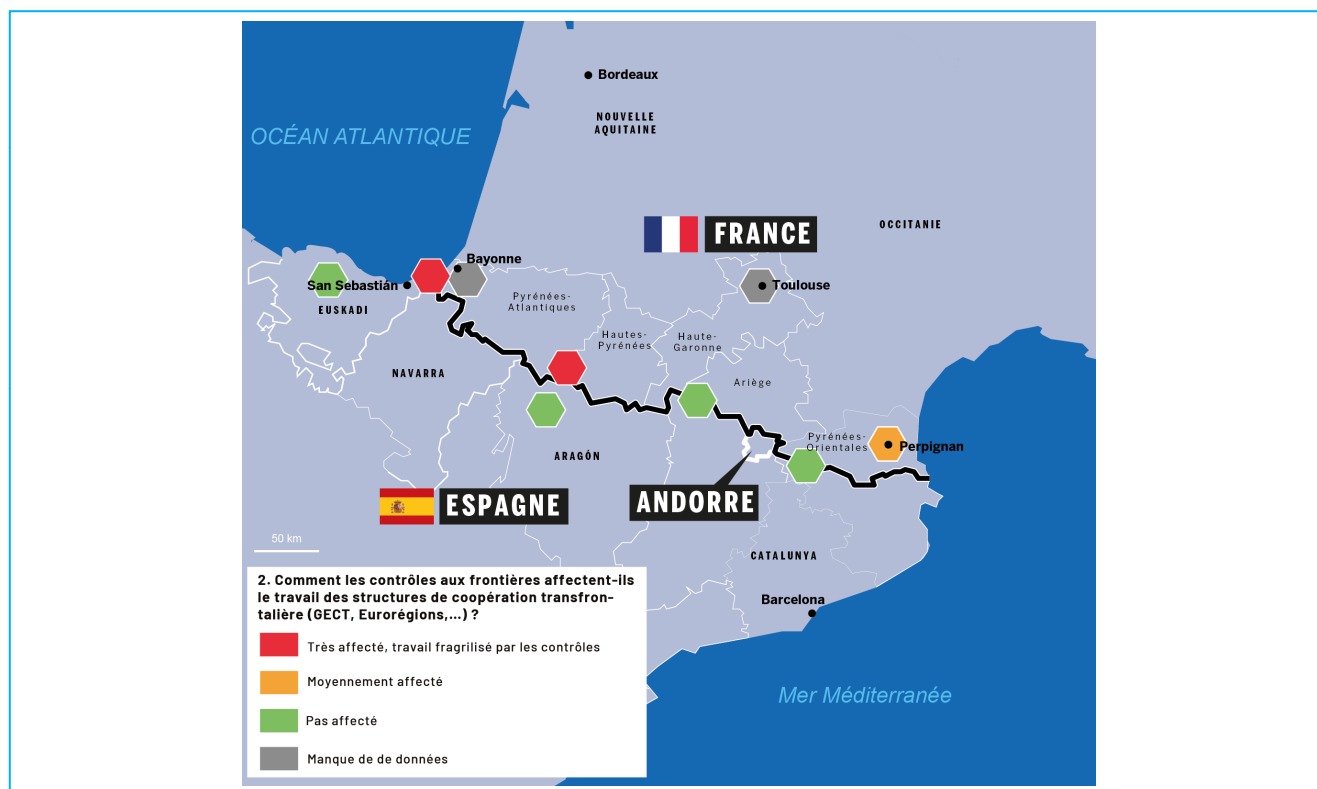 Bordeaux
NOUVELLE
AQUITAINE
OCÉAN ATLANTIQUE
OCCITANIE
FRANCE
Bayonne
San Sebastián
Toulouse
EUSKADI
Pyrénées-
Atlantiques
Hautes-
Pyrénées
Haute-
Garonne
NAVARRA
Ariège
Pyrénées-
Orientales
Perpignan
ARAGÓN
ESPAGNE
ANDORRE
50 km
CATALUNYA
Barcelona
Mer Méditerranée
2. Comment les contrôles aux frontières affectent-ils
le travail des structures de coopération transfron-
talière (GECT, Eurorégions,...) ?
Très affecté, travail fragrilisé par les contrôles
Moyennement affecté
Pas affecté
Manque de de données